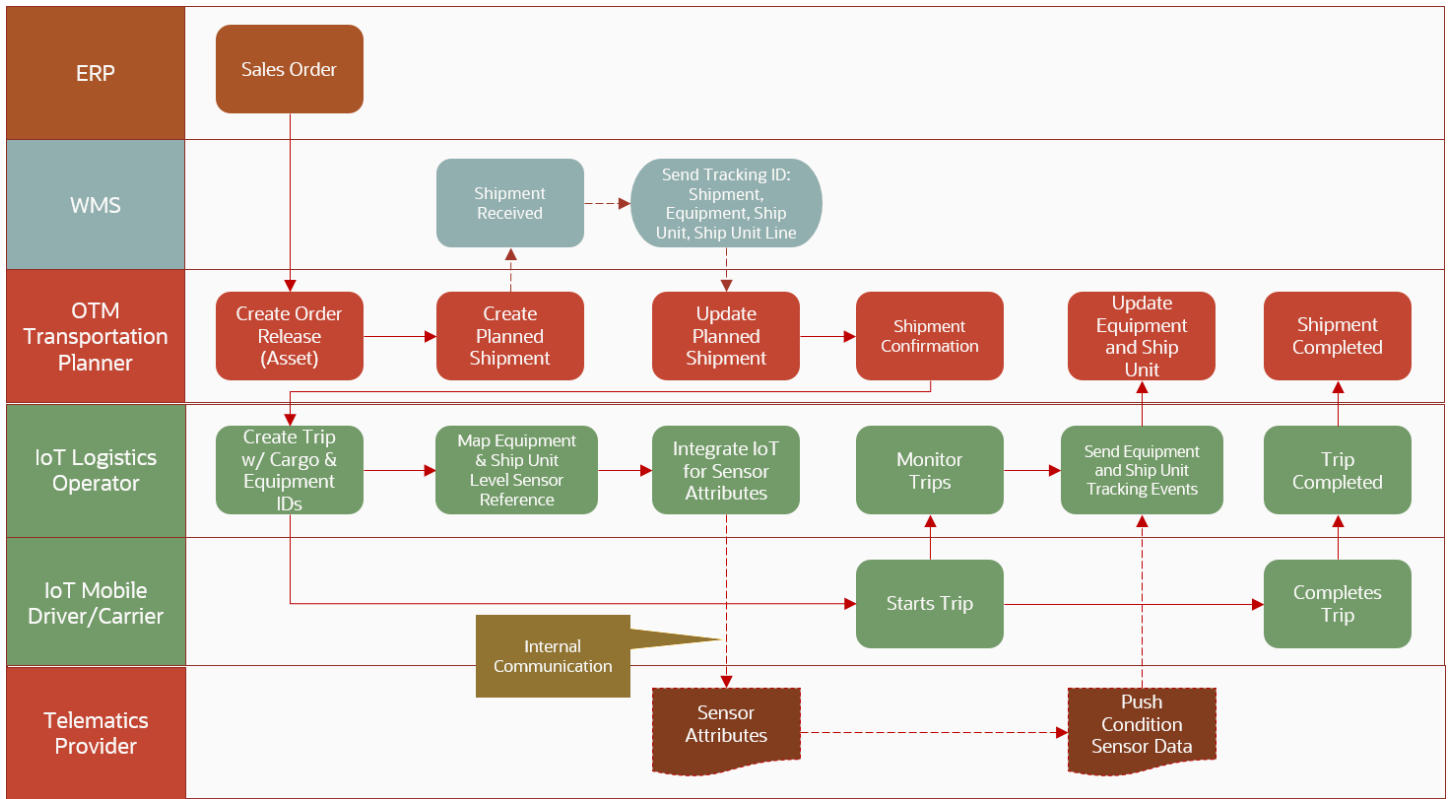 ERP
Sales Order
WMS
Shipment
Received
Send Tracking ID:
Shipment,
Equipment, Ship
Unit, Ship Unit Line
OTM
Transportation
Planner
Create Order
Release
(Asset)
Create
Planned
Shipment
Update
Planned
Shipment
Shipment
Confirmation
Update
Equipment
and Ship
Unit
Shipment
Completed
IoT Logistics
Operator
Create Trip
w/ Cargo &
Equipment
IDs
Map Equipment
& Ship Unit
Level Sensor
Reference
Integrate IoT
for Sensor
Attributes
Monitor
Trips
Send Equipment
and Ship Unit
Tracking Events
Trip
Completed
IoT Mobile
Driver/Carrier
Starts Trip
Completes
Trip
Internal
Communication
Telematics
Provider
Sensor
Attributes
Push
Condition
Sensor Data